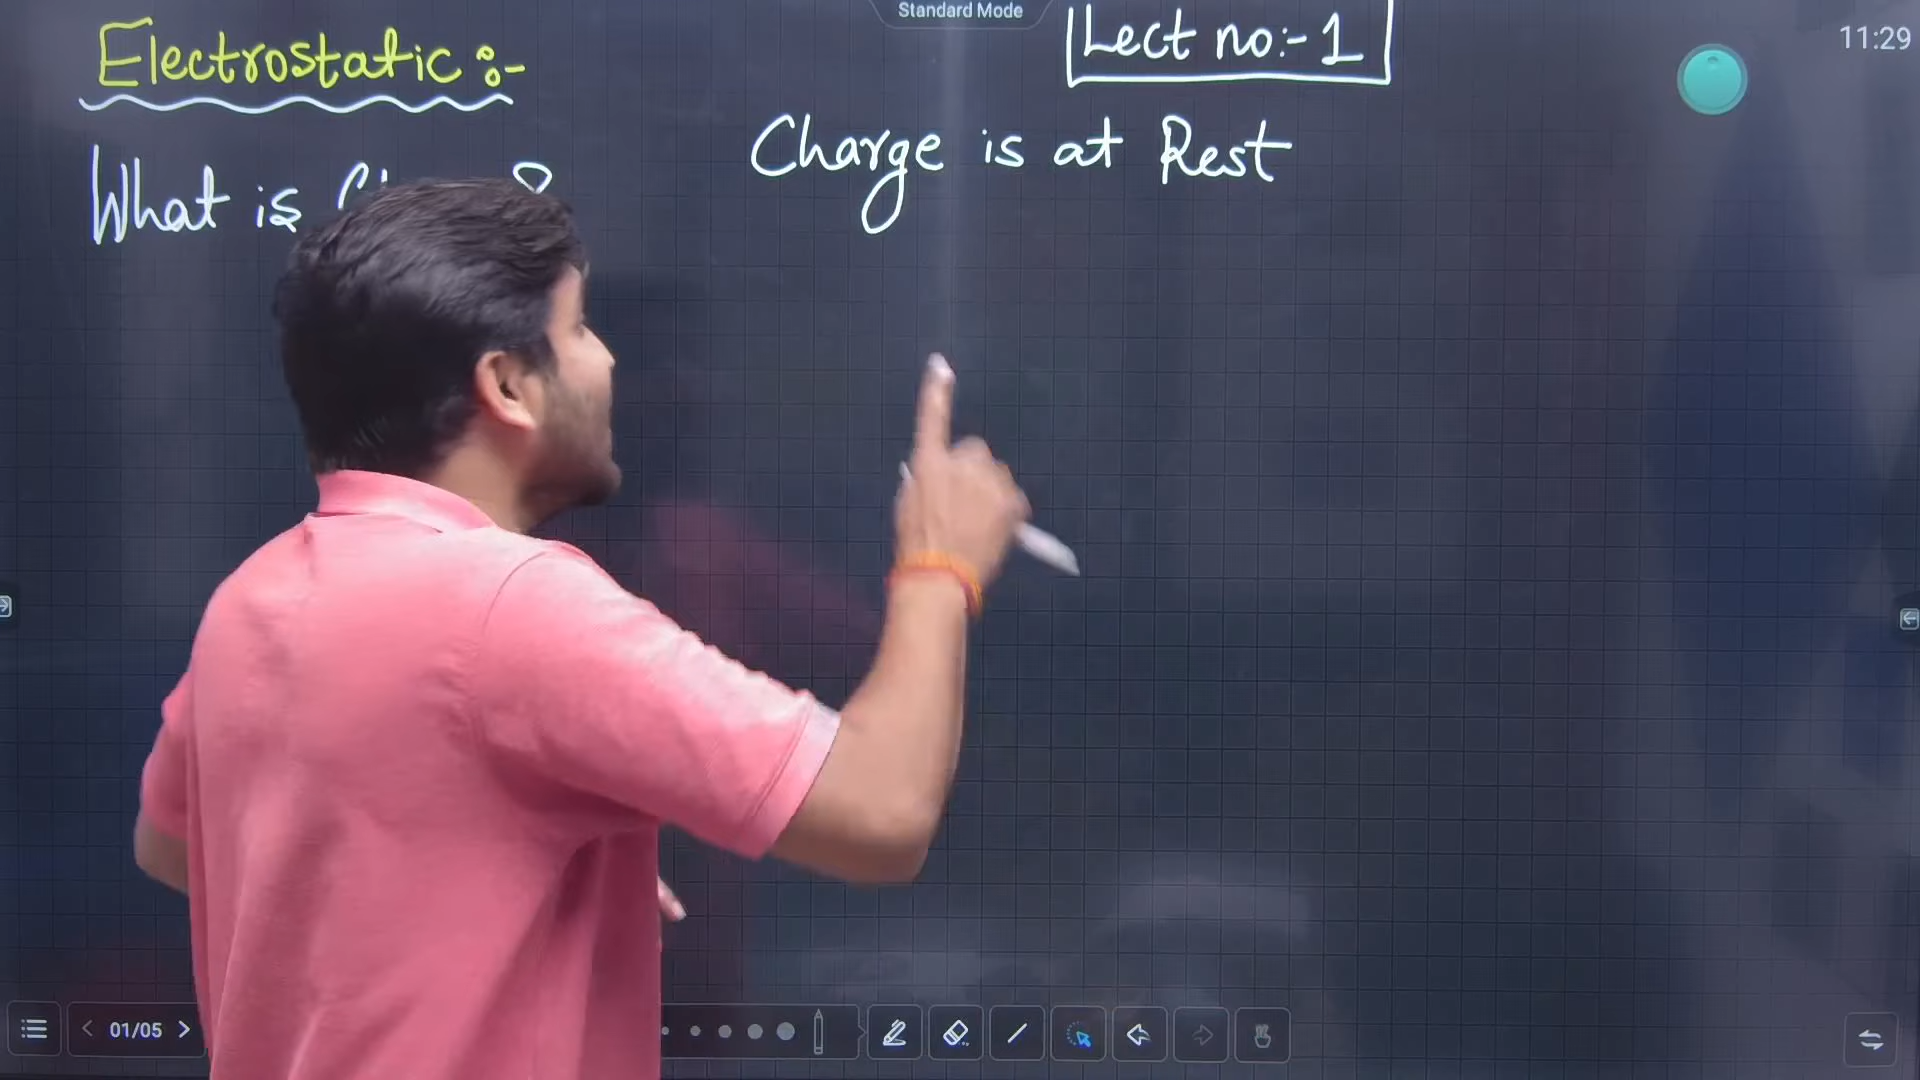 Standard Mode
Lect no:- 1
11:29
Electrostatic :-
Charge is at Rest
What is ?
01/05